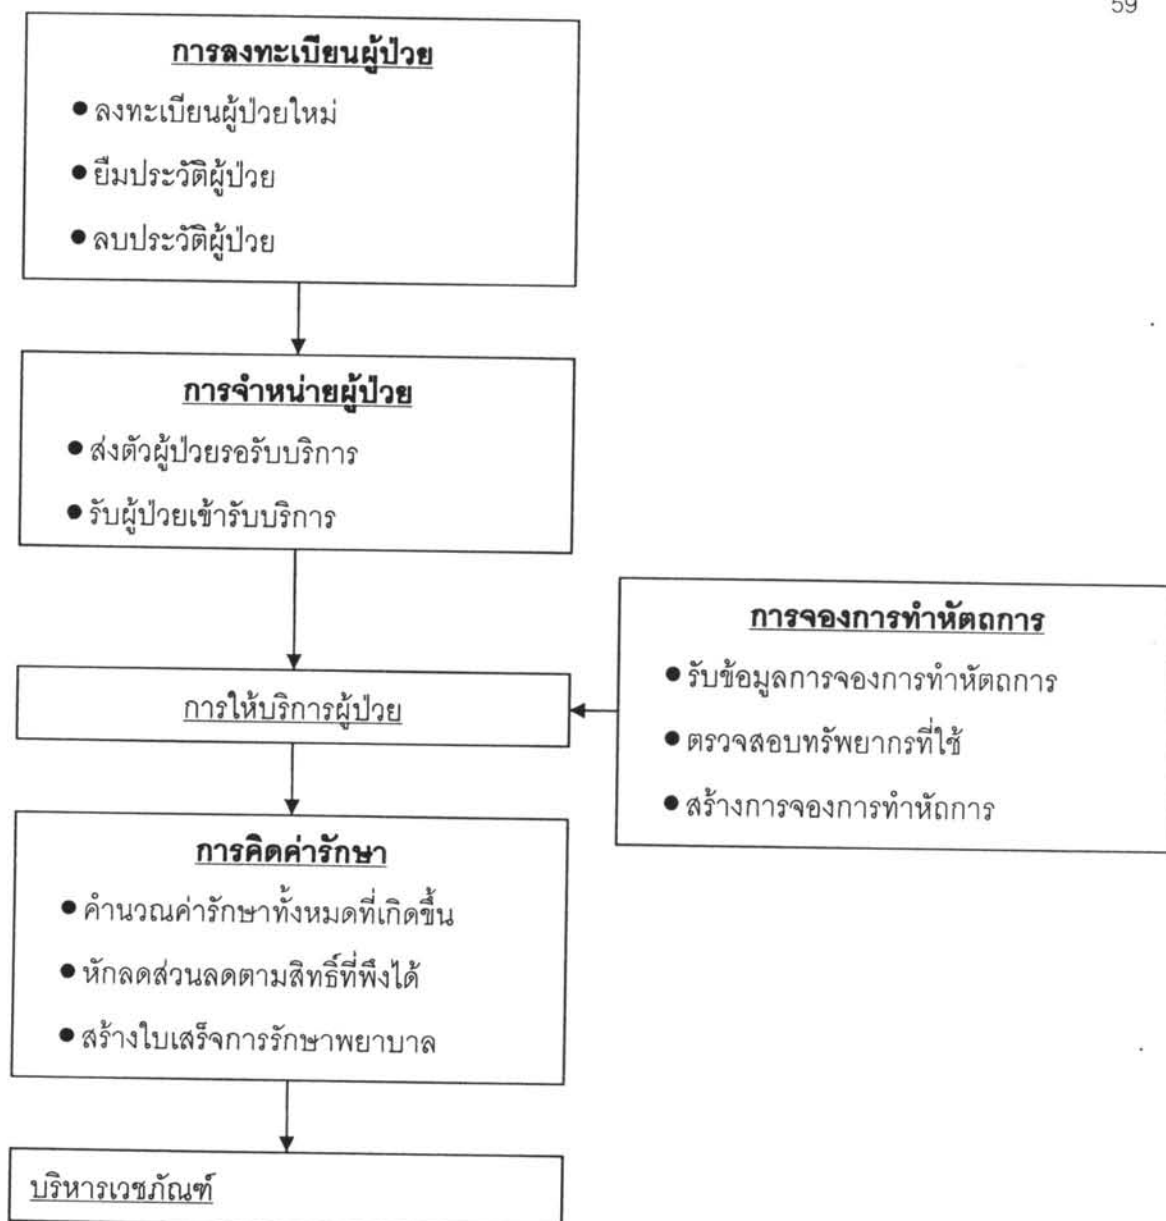 59
การลงทะเบียนผู้ป่วย
● ลงทะเบียนผู้ป่วยใหม่
● ยืมประวัติผู้ป่วย
● ลบประวัติผู้ป่วย
การจำหน่ายผู้ป่วย
● ส่งตัวผู้ป่วยรอรับบริการ
● รับผู้ป่วยเข้ารับบริการ
การให้บริการผู้ป่วย
การจองการทำหัตถการ
● รับข้อมูลการจองการทำหัตถการ
● ตรวจสอบทรัพยากรที่ใช้
● สร้างการจองการทำหัถการ
การคิดค่ารักษา
● คำนวณค่ารักษาทั้งหมดที่เกิดขึ้น
● หักลดส่วนลดตามสิทธิ์ที่พึงได้
● สร้างใบเสร็จการรักษาพยาบาล
บริหารเวชภัณฑ์